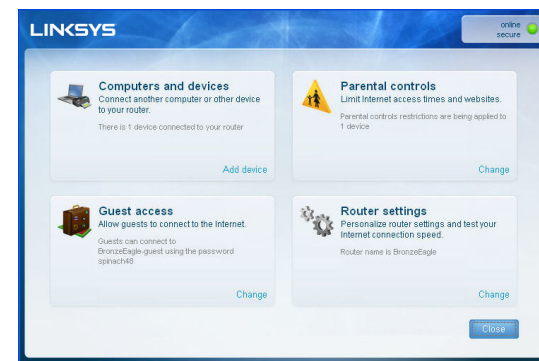 LINKSYS
online
secure
Computers and devices
Connect another computer or other device
to your router.
There is 1 device connected to your router
Add device
Parental controls
Limit Internet access times and websites.
Parental controls restrictions are being applied to
1 device
Change
Guest access
Allow guests to connect to the Internet.
Guests can connect to
BronzeEagle-guest using the password
spinach48
Change
Router settings
Personalize router settings and test your
Internet connection speed.
Router name is BronzeEagle
Change
Close